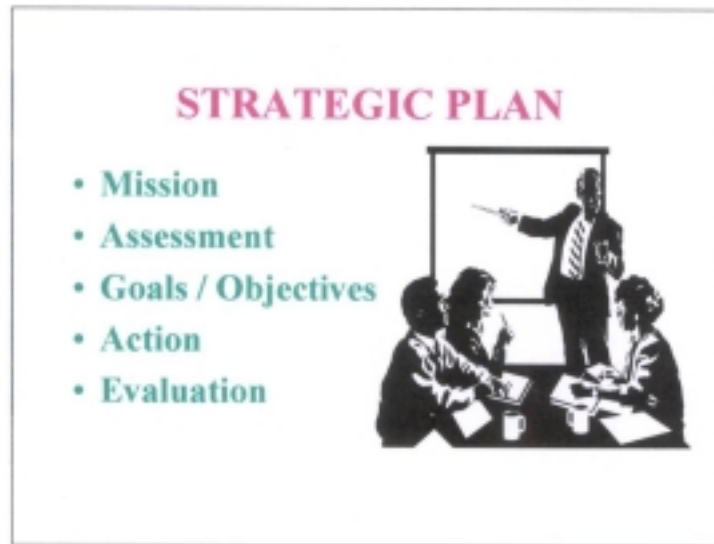 STRATEGIC PLAN
• Mission
• Assessment
• Goals / Objectives
• Action
• Evaluation